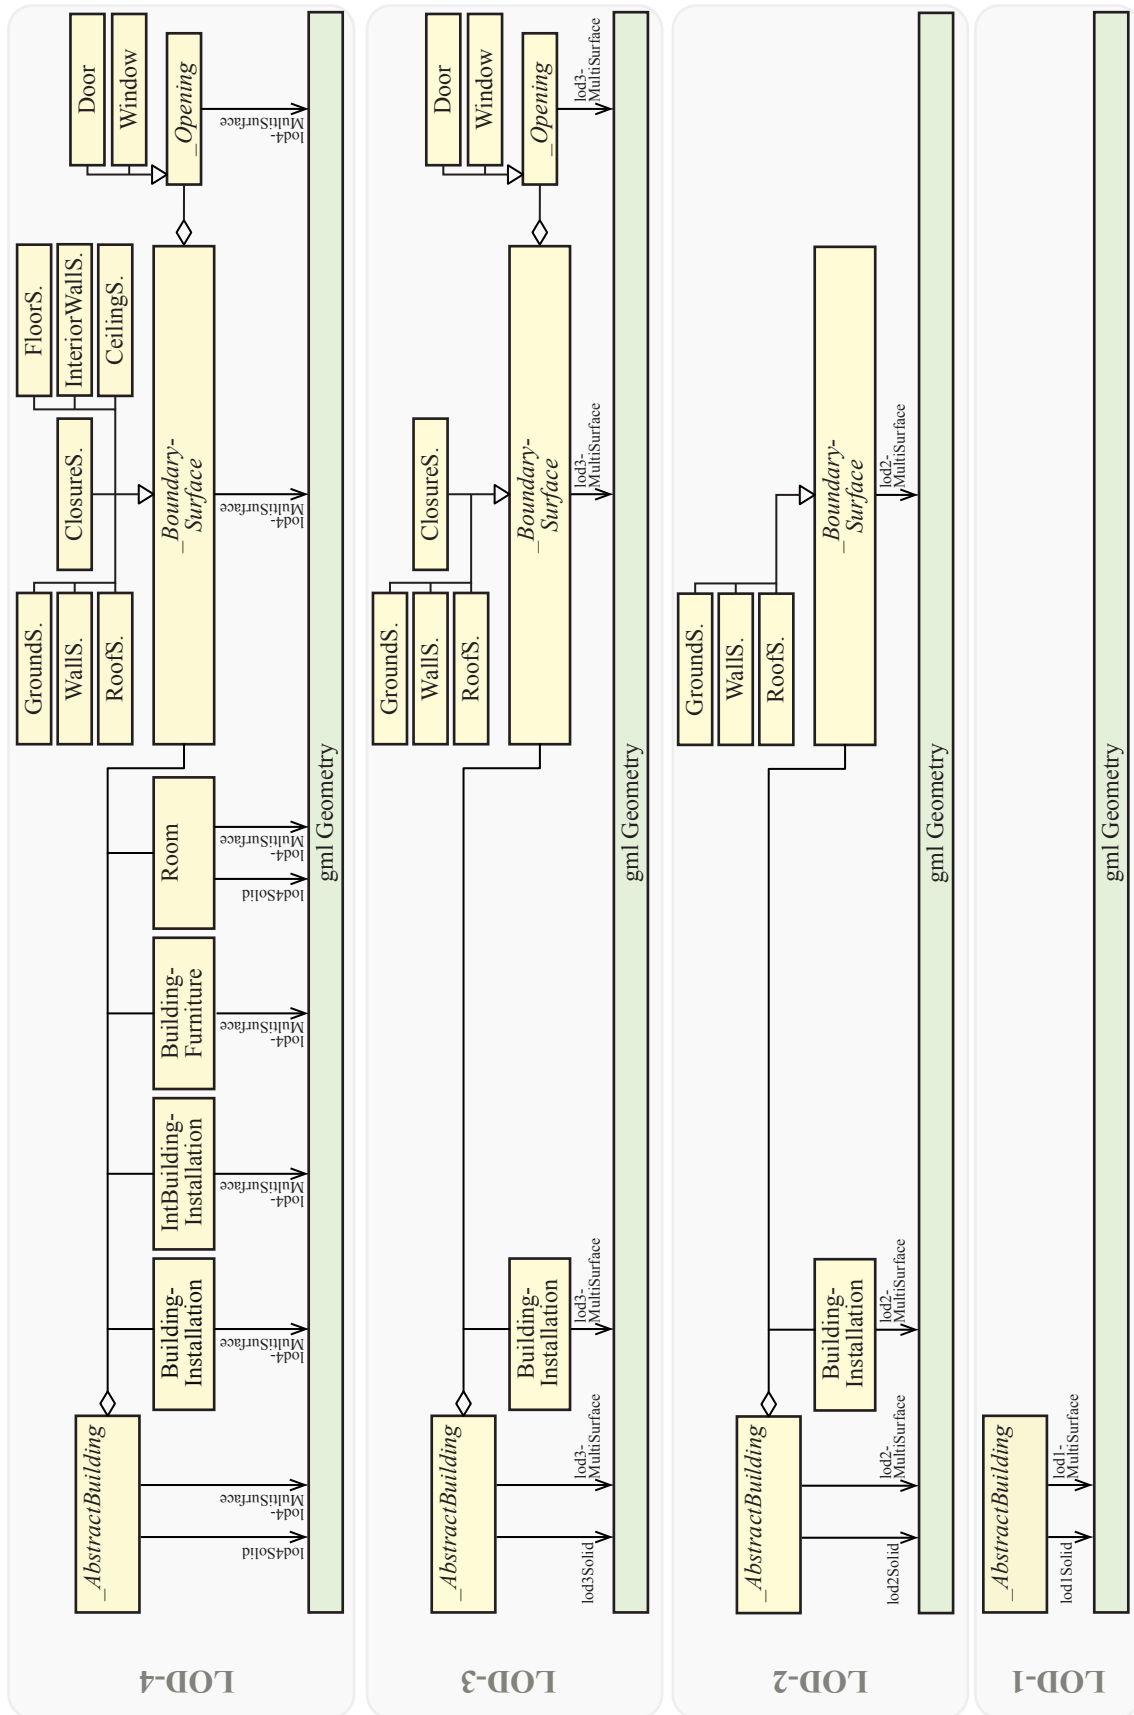 LOD-4
_AbstractBuilding
lod4Solid
lod4-
MultiSurface
Building-
Installation
lod4-
MultiSurface
IntBuilding-
Installation
lod4-
MultiSurface
Building-
Furniture
lod4-
MultiSurface
Room
lod4Solid
lod4-
MultiSurface
GroundS.
WallS.
RoofS.
ClosureS.
FloorS.
InteriorWallS.
CeilingS.
_Boundary-
Surface
lod4-
MultiSurface
Door
Window
_Opening
lod4-
MultiSurface
gml Geometry
LOD-3
_AbstractBuilding
lod3Solid
lod3-
MultiSurface
Building-
Installation
lod3-
MultiSurface
GroundS.
WallS.
RoofS.
ClosureS.
_Boundary-
Surface
lod3-
MultiSurface
Door
Window
_Opening
lod3-
MultiSurface
gml Geometry
LOD-2
_AbstractBuilding
lod2Solid
lod2-
MultiSurface
Building-
Installation
lod2-
MultiSurface
GroundS.
WallS.
RoofS.
_Boundary-
Surface
lod2-
MultiSurface
gml Geometry
LOD-1
_AbstractBuilding
lod1Solid
lod1-
MultiSurface
gml Geometry